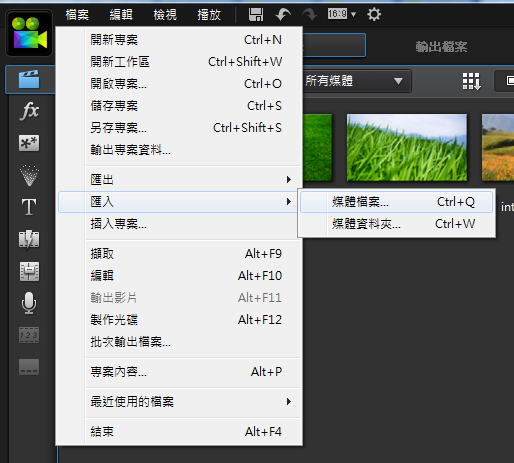 檔案 編輯 檢視 播放 16:9
開新專案 Ctrl+N
開新工作區 Ctrl+Shift+W
開啟專案... Ctrl+O
儲存專案 Ctrl+S
另存專案... Ctrl+Shift+S
輸出專案資料...
匯出
匯入
插入專案...
擷取 Alt+F9
編輯 Alt+F10
輸出影片 Alt+F11
製作光碟 Alt+F12
批次輸出檔案...
專案內容... Alt+P
最近使用的檔案
結束 Alt+F4
媒體檔案... Ctrl+Q
媒體資料夾... Ctrl+W
輸出檔案
所有媒體
int
fx
T